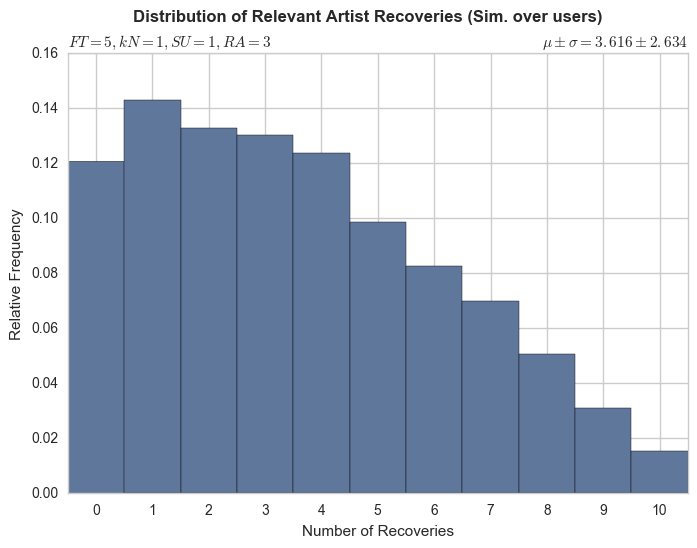 Distribution of Relevant Artist Recoveries (Sim. over users)
FT = 5, kN = 1, SU = 1, RA = 3
μ ± σ = 3.616 ± 2.634
0.16
0.14
0.12
0.10
0.08
0.06
0.04
0.02
0.00
Relative Frequency
0 1 2 3 4 5 6 7 8 9 10
Number of Recoveries